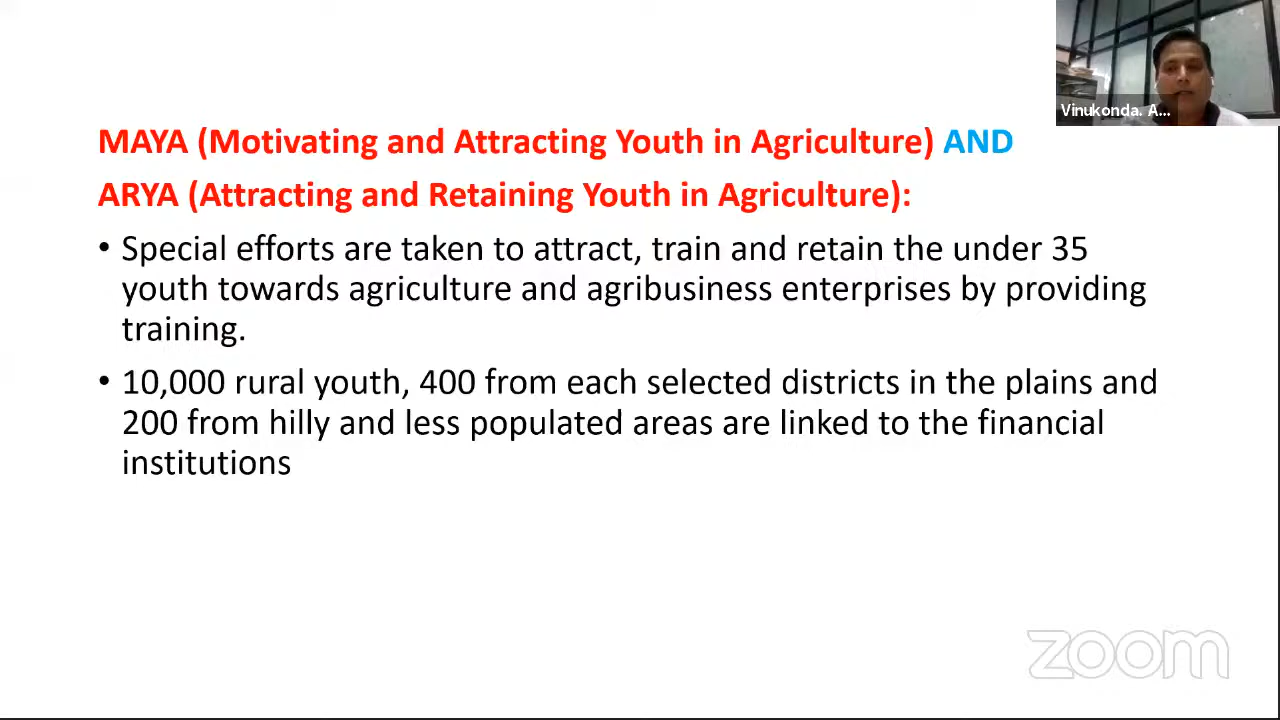 Vinukonda. A...
MAYA (Motivating and Attracting Youth in Agriculture) AND
ARYA (Attracting and Retaining Youth in Agriculture):
• Special efforts are taken to attract, train and retain the under 35
youth towards agriculture and agribusiness enterprises by providing
training.
• 10,000 rural youth, 400 from each selected districts in the plains and
200 from hilly and less populated areas are linked to the financial
institutions
zoom